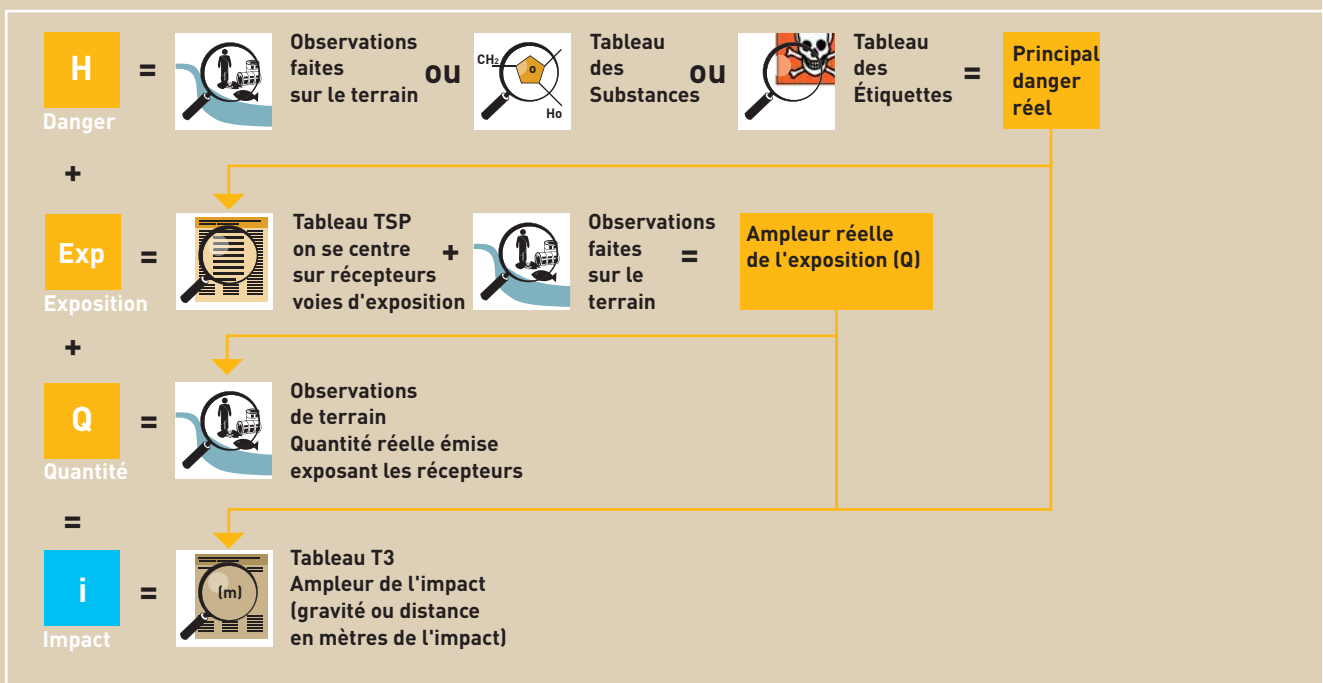 H
Danger
=
Observations
faites
sur le terrain
ou
CH2
o
Ho
Tableau
des
Substances
ou
Tableau
des
Étiquettes
=
Principal
danger
réel
+
Exp
Exposition
=
Tableau TSP
on se centre
sur récepteurs
voies d'exposition
+
Observations
faites
sur le
terrain
=
Ampleur réelle
de l'exposition (Q)
+
Q
Quantité
=
Observations
de terrain
Quantité réelle émise
exposant les récepteurs
=
i
Impact
=
(m)
Tableau T3
Ampleur de l'impact
(gravité ou distance
en mètres de l'impact)